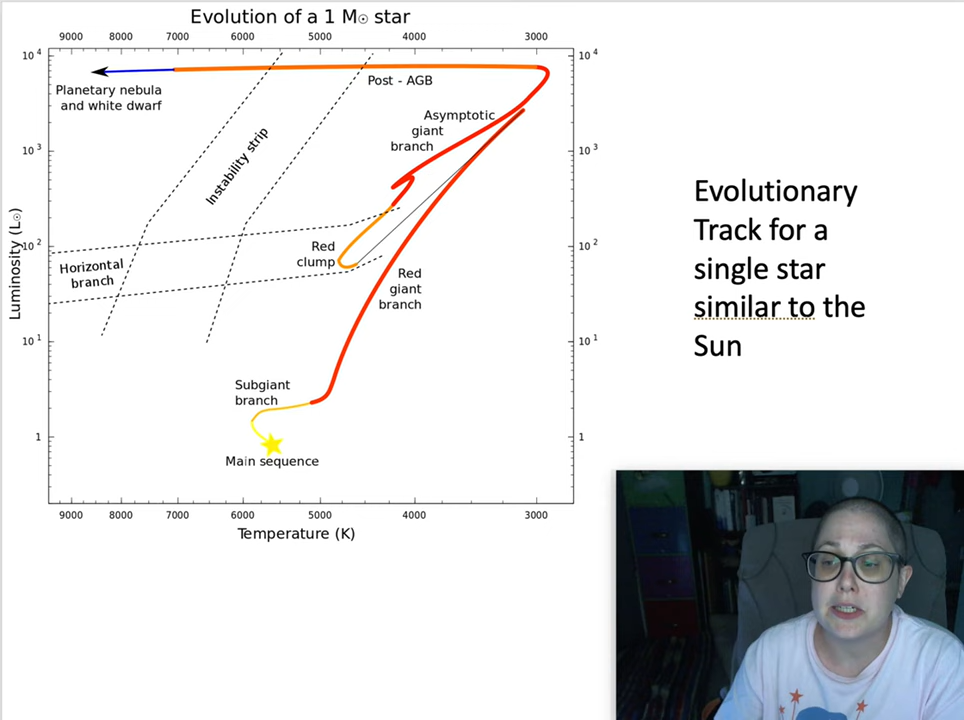 Evolution of a 1 M☉ star
9000 8000 7000 6000 5000 4000 3000
10⁴ 10⁴
Post - AGB
Planetary nebula
and white dwarf
Asymptotic
giant
branch
Instability strip
10³ 10³
Luminosity (L☉)
10² 10²
Red
clump
Horizontal
branch
Red
giant
branch
10¹ 10¹
Subgiant
branch
1 1
Main sequence
9000 8000 7000 6000 5000 4000 3000
Temperature (K)
Evolutionary
Track for a
single star
similar to the
Sun